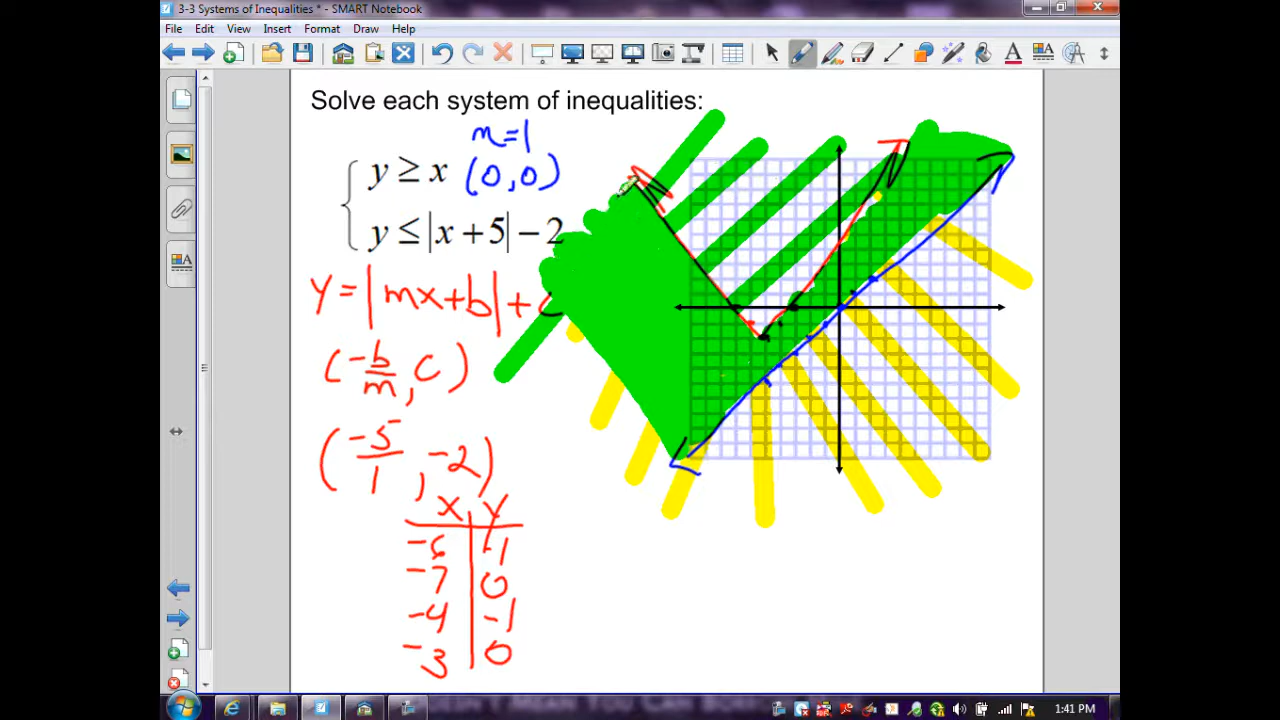 3-3 Systems of Inequalities * - SMART Notebook
File Edit View Insert Format Attach Draw Help
Solve each system of inequalities:
m=1
y ≥ x (0,0)
y ≤ |x + 5| − 2
y = |mx+b| + C
(-b/m, C)
(-5/1, -2)
x, y
-6 -1
-7 0
-4 -1
-3 0
1:41 PM